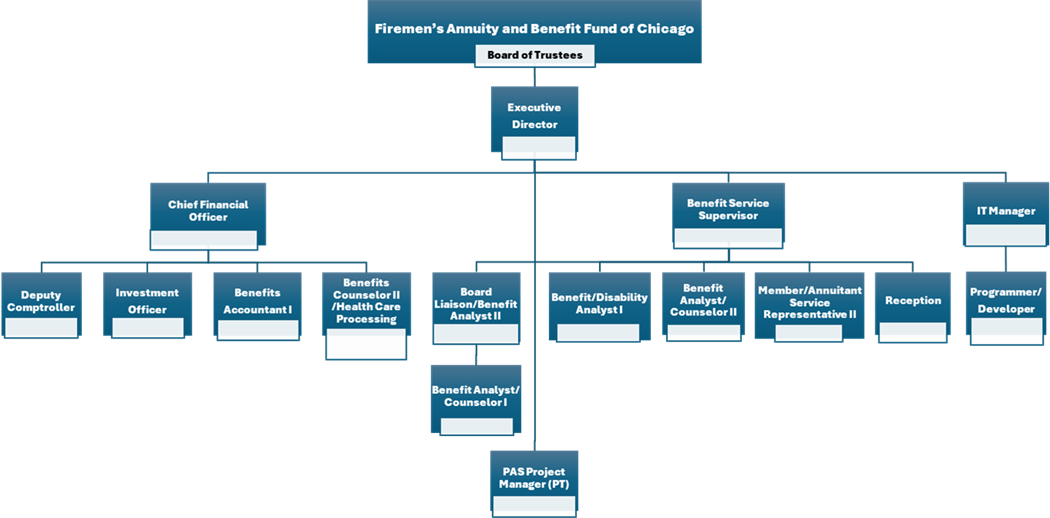 Firemen's Annuity and Benefit Fund of Chicago
Board of Trustees
Executive
Director
Chief Financial
Officer
Benefit Service
Supervisor
IT Manager
Deputy
Comptroller
Investment
Officer
Benefits
Accountant I
Benefits
Counselor II
/Health Care
Processing
Board
Liaison/Benefit
Analyst II
Benefit/Disability
Analyst I
Benefit
Analyst/
Counselor II
Member/Annuitant
Service
Representative II
Reception
Programmer/
Developer
Benefit Analyst/
Counselor I
PAS Project
Manager (PT)